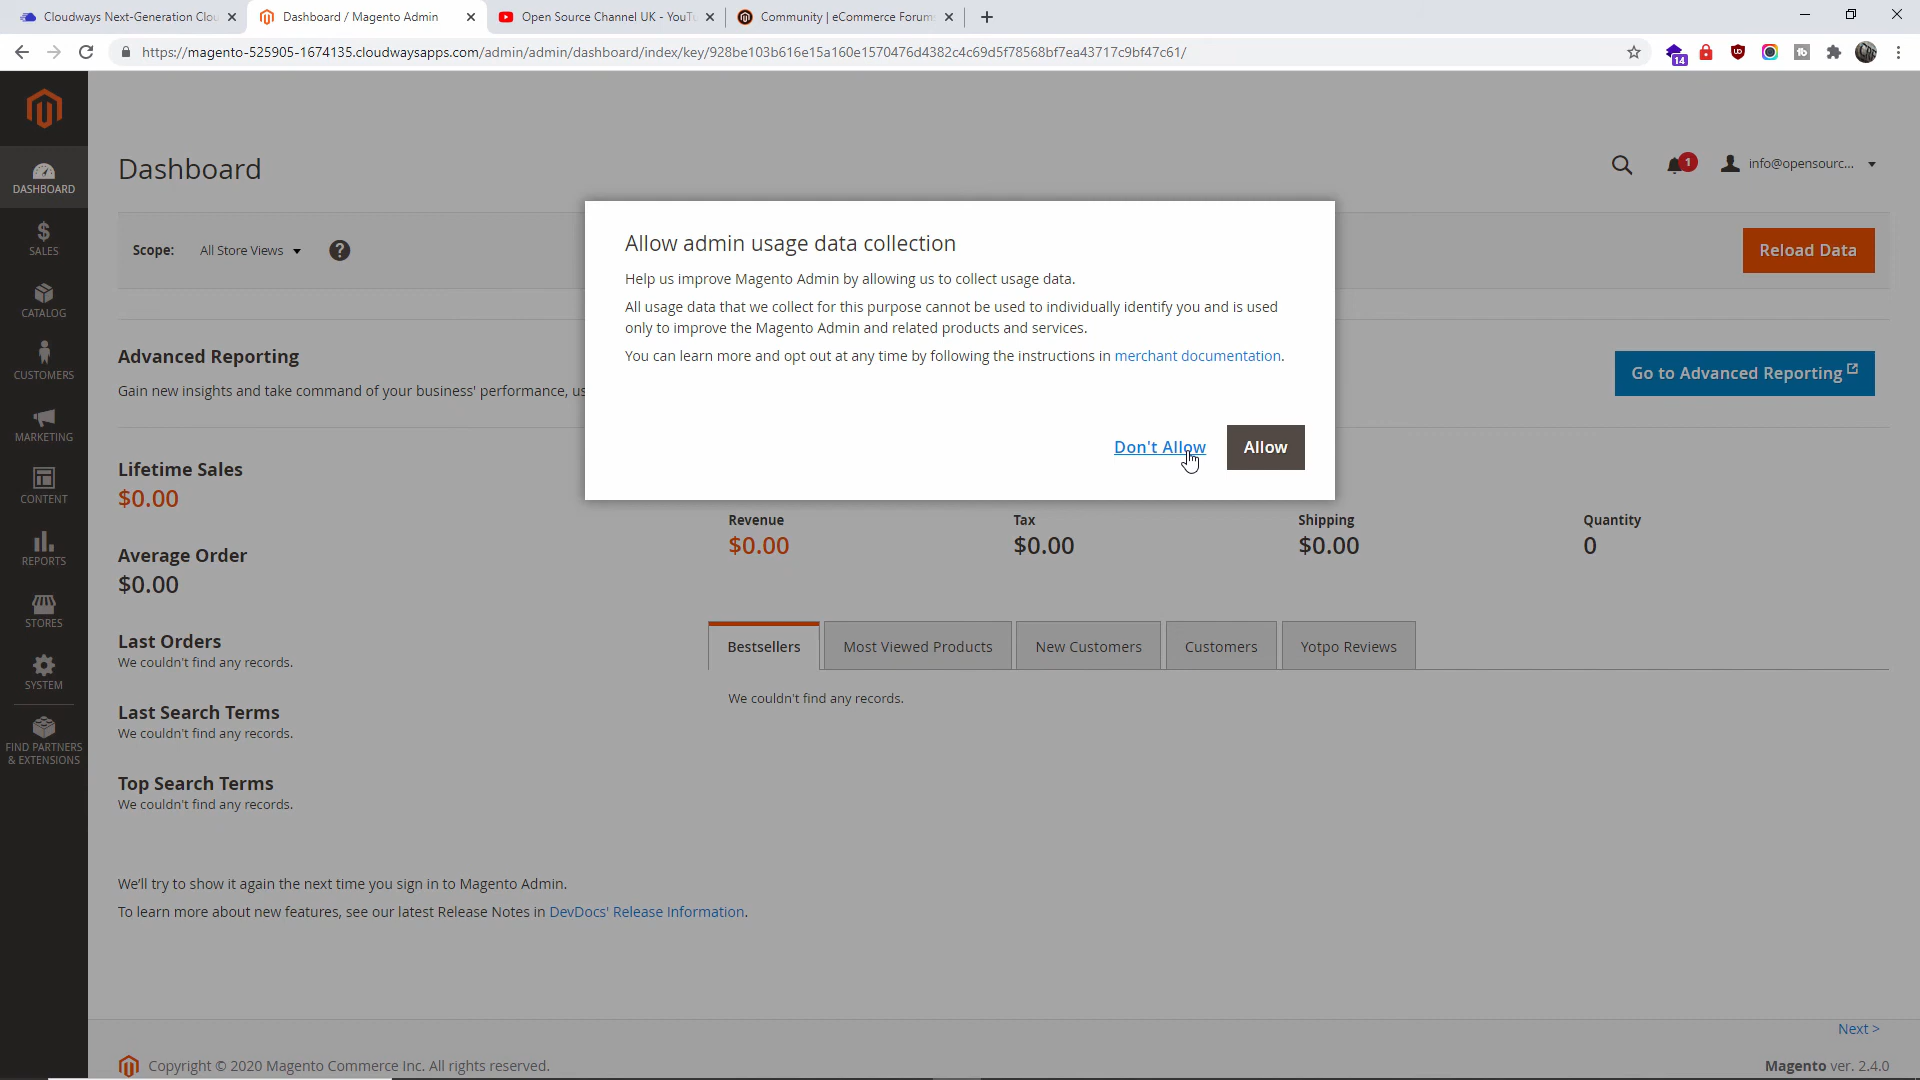 Cloudways Next-Generation Clou
Dashboard / Magento Admin
Open Source Channel UK - YouTu
Community | eCommerce Forums
https://magento-525905-1674135.cloudwaysapps.com/admin/admin/dashboard/index/key/928be103b616e15a160e1570476d4382c4c69d5f78568bf7ea43717c9bf47c61/
14
DASHBOARD
SALES
CATALOG
CUSTOMERS
MARKETING
CONTENT
REPORTS
STORES
SYSTEM
FIND PARTNERS
& EXTENSIONS
Dashboard
1
info@opensourc...
Scope:
All Store Views
?
Reload Data
Allow admin usage data collection
Help us improve Magento Admin by allowing us to collect usage data.
All usage data that we collect for this purpose cannot be used to individually identify you and is used
only to improve the Magento Admin and related products and services.
You can learn more and opt out at any time by following the instructions in merchant documentation.
Don't Allow
Allow
Advanced Reporting
Gain new insights and take command of your business' performance, us
Go to Advanced Reporting
Lifetime Sales
$0.00
Average Order
$0.00
Last Orders
We couldn't find any records.
Last Search Terms
We couldn't find any records.
Top Search Terms
We couldn't find any records.
Revenue
$0.00
Tax
$0.00
Shipping
$0.00
Quantity
0
Bestsellers
Most Viewed Products
New Customers
Customers
Yotpo Reviews
We couldn't find any records.
We'll try to show it again the next time you sign in to Magento Admin.
To learn more about new features, see our latest Release Notes in DevDocs' Release Information.
Next >
Copyright © 2020 Magento Commerce Inc. All rights reserved.
Magento ver. 2.4.0